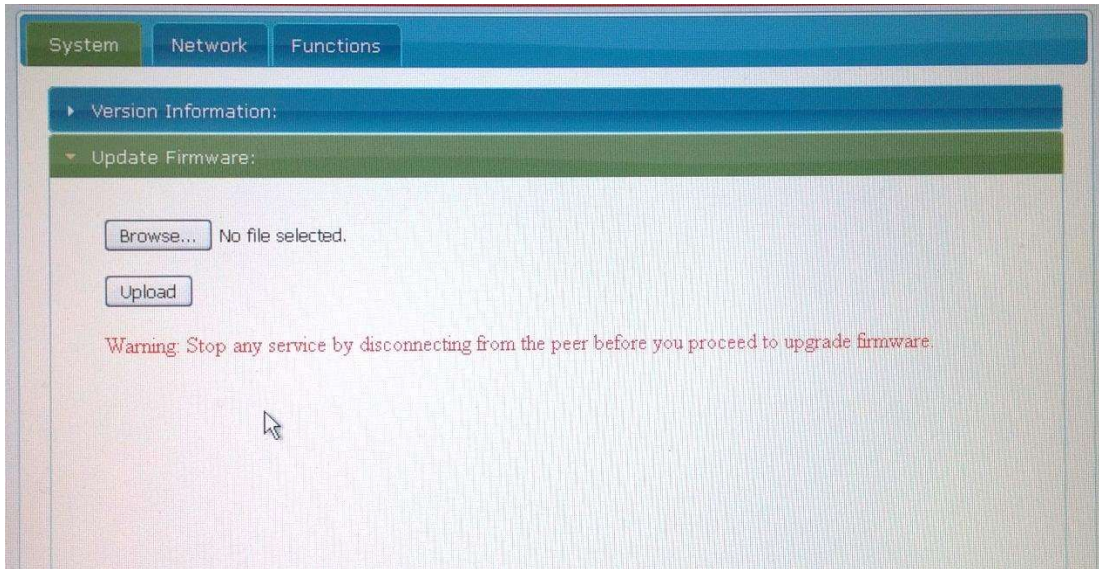 System Network Functions
Version Information:
Update Firmware:
Browse... No file selected.
Upload
Warning: Stop any service by disconnecting from the peer before you proceed to upgrade firmware.